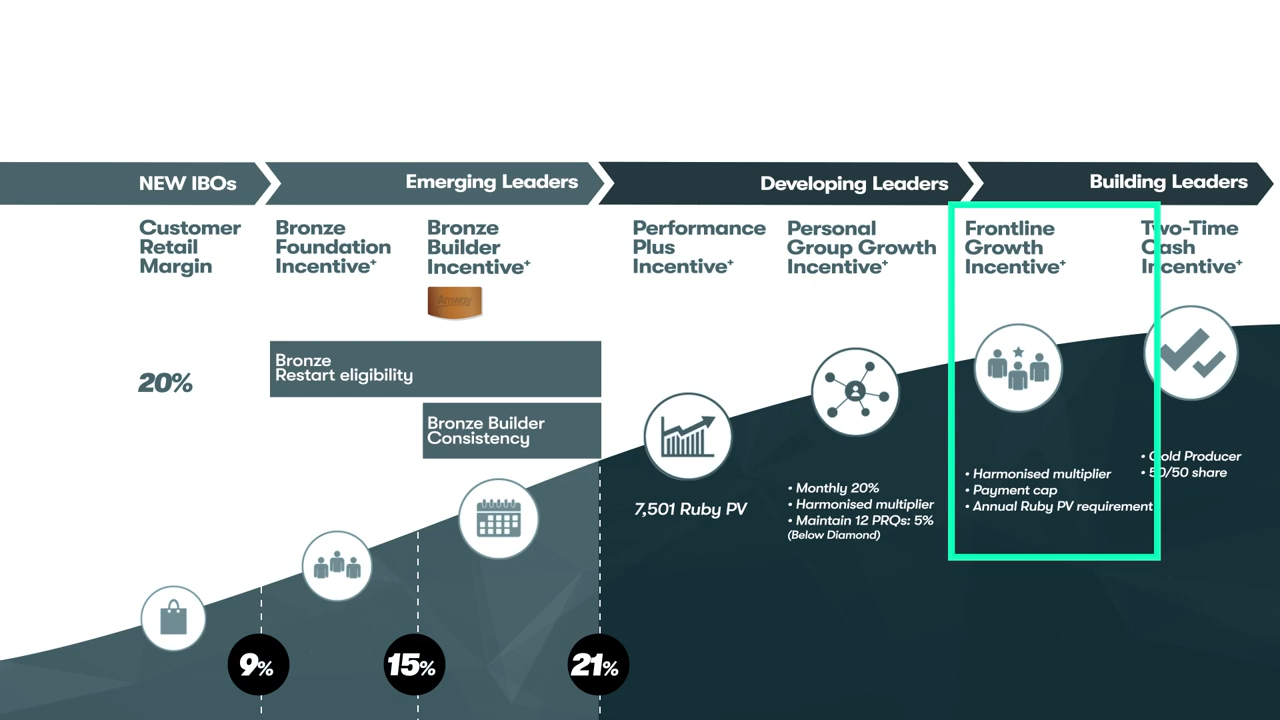 NEW IBOs
Emerging Leaders
Developing Leaders
Building Leaders
Customer
Retail
Margin
Bronze
Foundation
Incentive+
Bronze
Builder
Incentive+
Performance
Plus
Incentive+
Personal
Group Growth
Incentive+
Frontline
Growth
Incentive+
Two-Time
Cash
Incentive+
Amway
Bronze
Restart eligibility
20%
Bronze Builder
Consistency
7,501 Ruby PV
• Monthly 20%
• Harmonised multiplier
• Maintain 12 PRQs: 5%
(Below Diamond)
• Harmonised multiplier
• Payment cap
• Annual Ruby PV requirement
• Gold Producer
• 50/50 share
9%
15%
21%